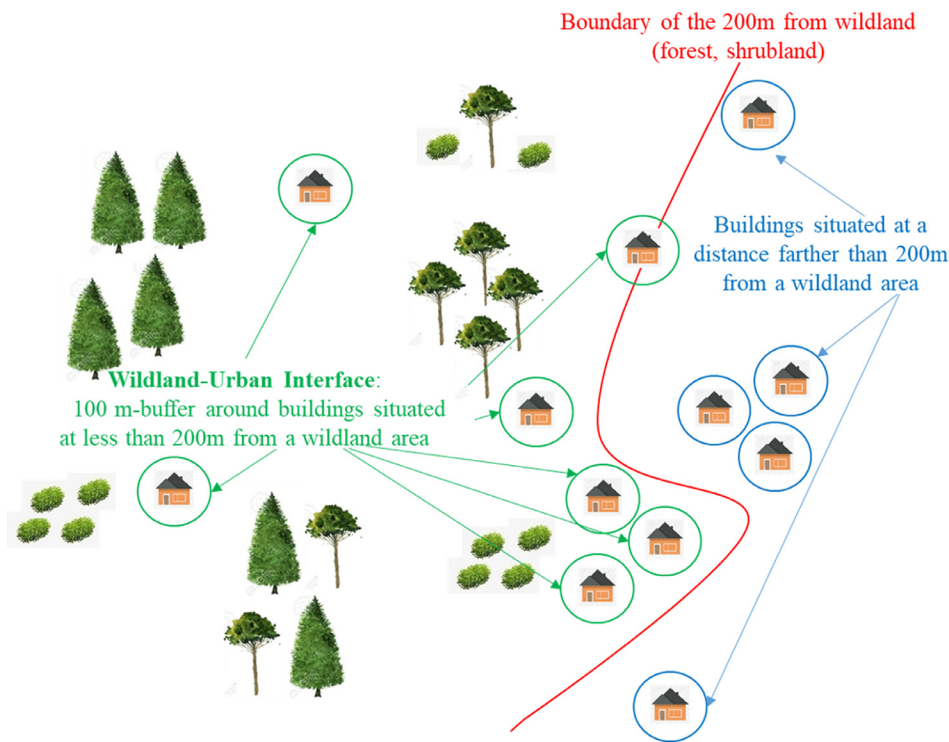 Boundary of the 200m from wildland
(forest, shrubland)
Buildings situated at a
distance farther than 200m
from a wildland area
Wildland-Urban Interface:
100 m-buffer around buildings situated
at less than 200m from a wildland area